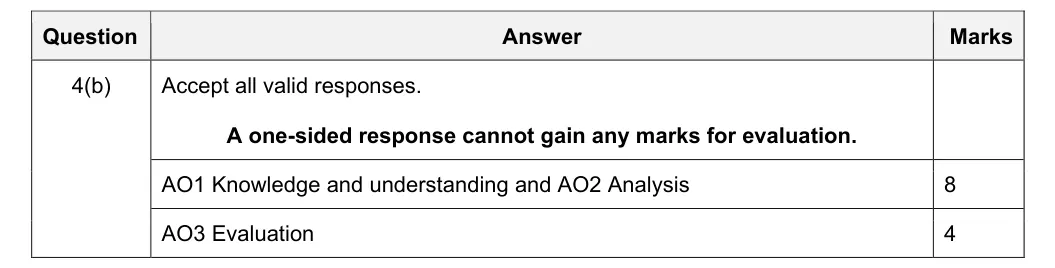 Question Answer Marks
4(b) Accept all valid responses.
A one-sided response cannot gain any marks for evaluation.
AO1 Knowledge and understanding and AO2 Analysis 8
AO3 Evaluation 4